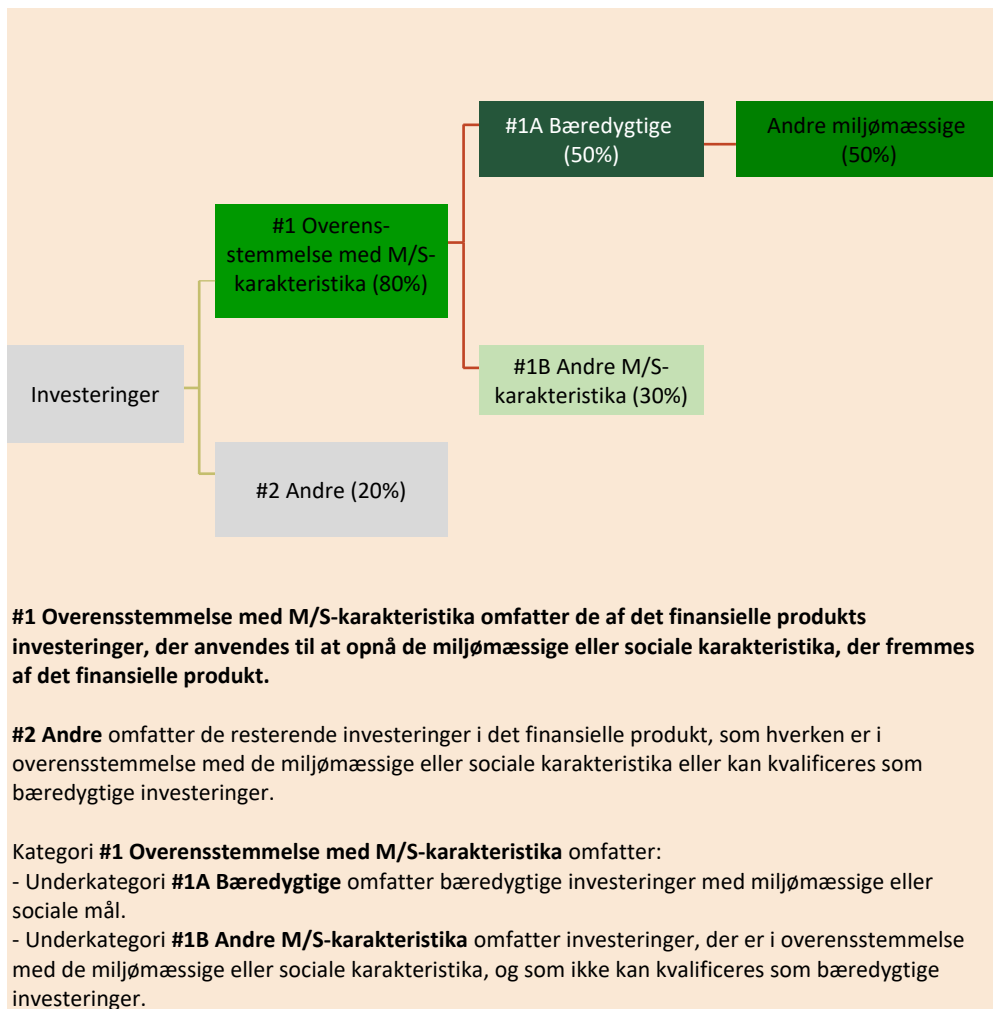 #1A Bæredygtige
(50%)
Andre miljømæssige
(50%)
#1 Overens-
stemmelse med M/S-
karakteristika (80%)
Investeringer
#1B Andre M/S-
karakteristika (30%)
#2 Andre (20%)
#1 Overensstemmelse med M/S-karakteristika omfatter de af det finansielle produkts
investeringer, der anvendes til at opnå de miljømæssige eller sociale karakteristika, der fremmes
af det finansielle produkt.
#2 Andre omfatter de resterende investeringer i det finansielle produkt, som hverken er i
overensstemmelse med de miljømæssige eller sociale karakteristika eller kan kvalificeres som
bæredygtige investeringer.
Kategori #1 Overensstemmelse med M/S-karakteristika omfatter:
- Underkategori #1A Bæredygtige omfatter bæredygtige investeringer med miljømæssige eller
sociale mål.
- Underkategori #1B Andre M/S-karakteristika omfatter investeringer, der er i overensstemmelse
med de miljømæssige eller sociale karakteristika, og som ikke kan kvalificeres som bæredygtige
investeringer.